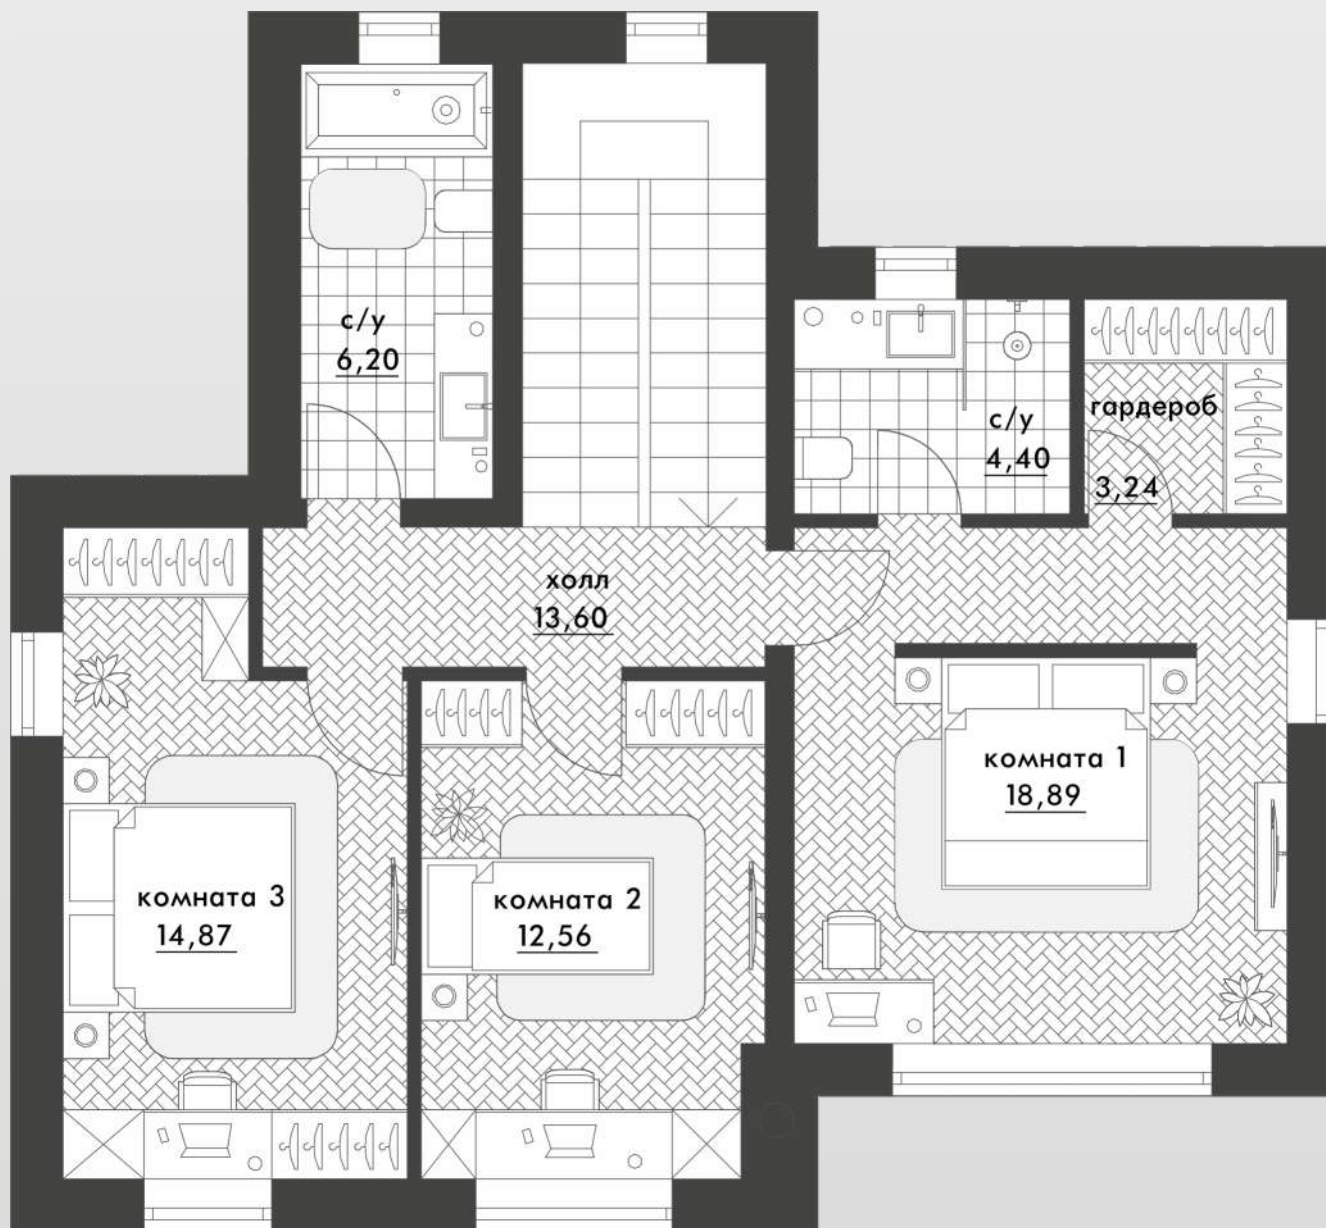 с/у
6,20
с/у
4,40
гардероб
3,24
холл
13,60
комната 1
18,89
комната 3
14,87
комната 2
12,56